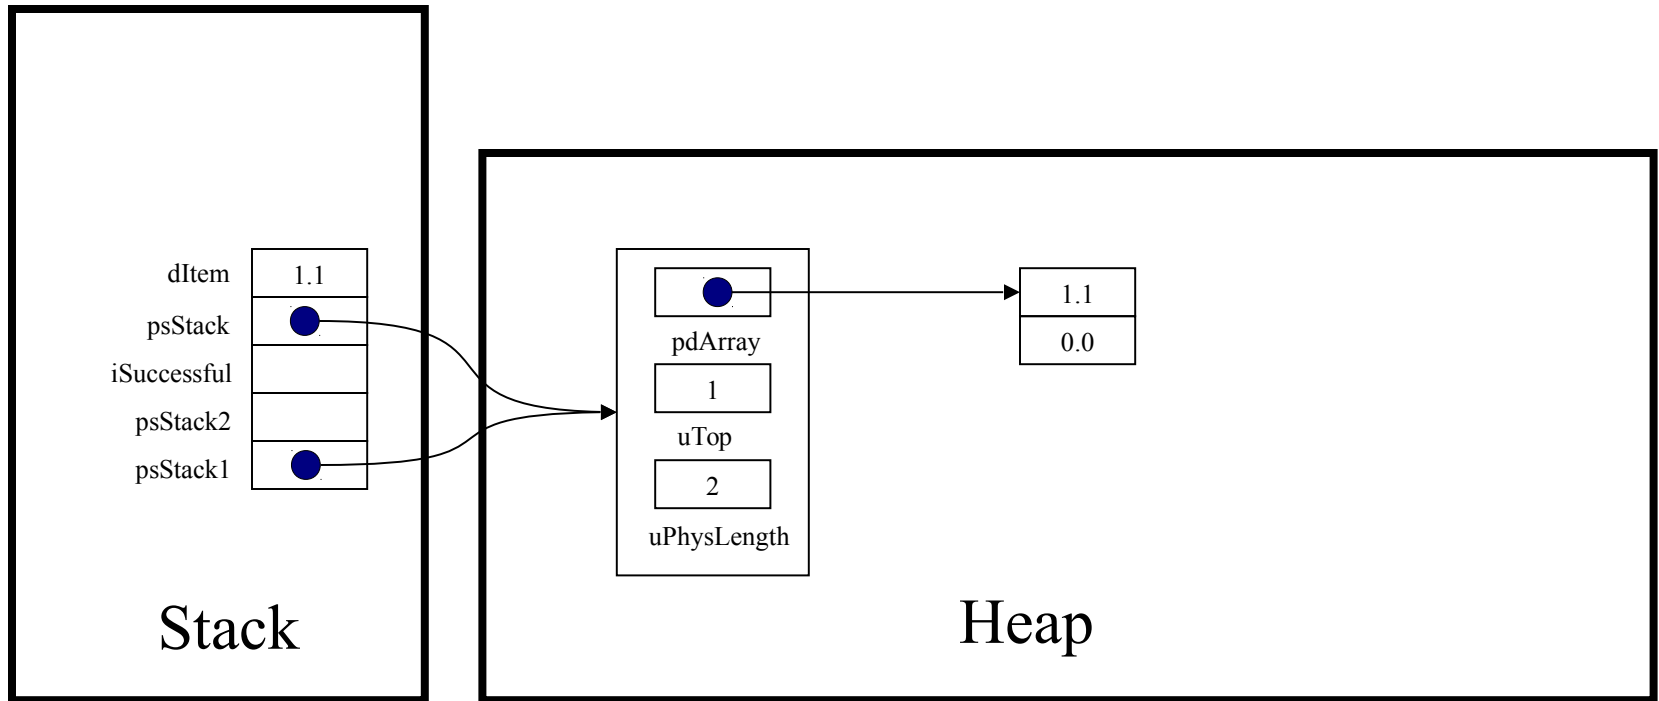 dItem 1.1
psStack
iSuccessful
psStack2
psStack1
Stack
pdArray
1
uTop
2
uPhysLength
1.1
0.0
Heap